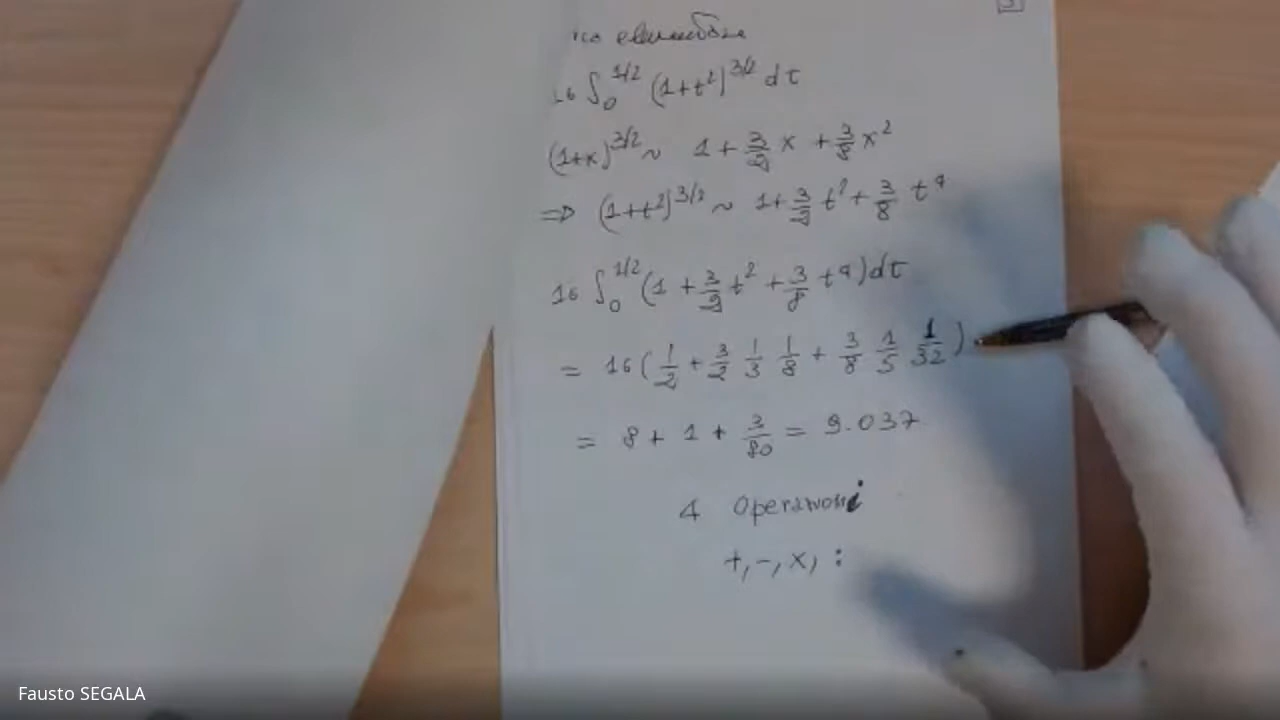 16 ∫₀^{1/2} (1+t²)^{3/2} dt
(1+x)^{3/2} ~ 1 + 3/2 x + 3/8 x²
=> (1+t²)^{3/2} ~ 1 + 3/2 t² + 3/8 t⁴
16 ∫₀^{1/2} (1 + 3/2 t² + 3/8 t⁴) dt
= 16 ( 1/2 + 3/2 1/3 1/8 + 3/8 1/5 1/32 )
= 8 + 1 + 3/80 = 9.037
4 Operazioni
+, -, x, :
Fausto SEGALA